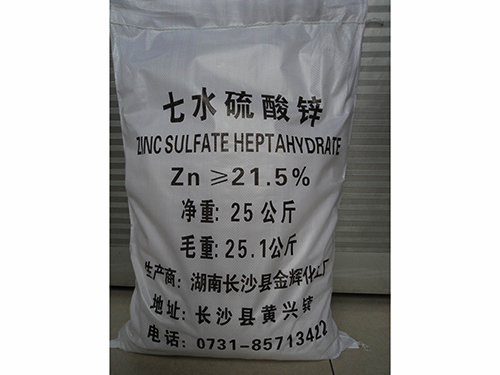 七水硫酸锌
ZINC SULFATE HEPTAHYDRATE
Zn ≥21.5%
净重: 25公斤
毛重: 25.1公斤
生产商: 湖南长沙县金辉化工厂
地址: 长沙县黄兴镇
电话: 0731-85713422